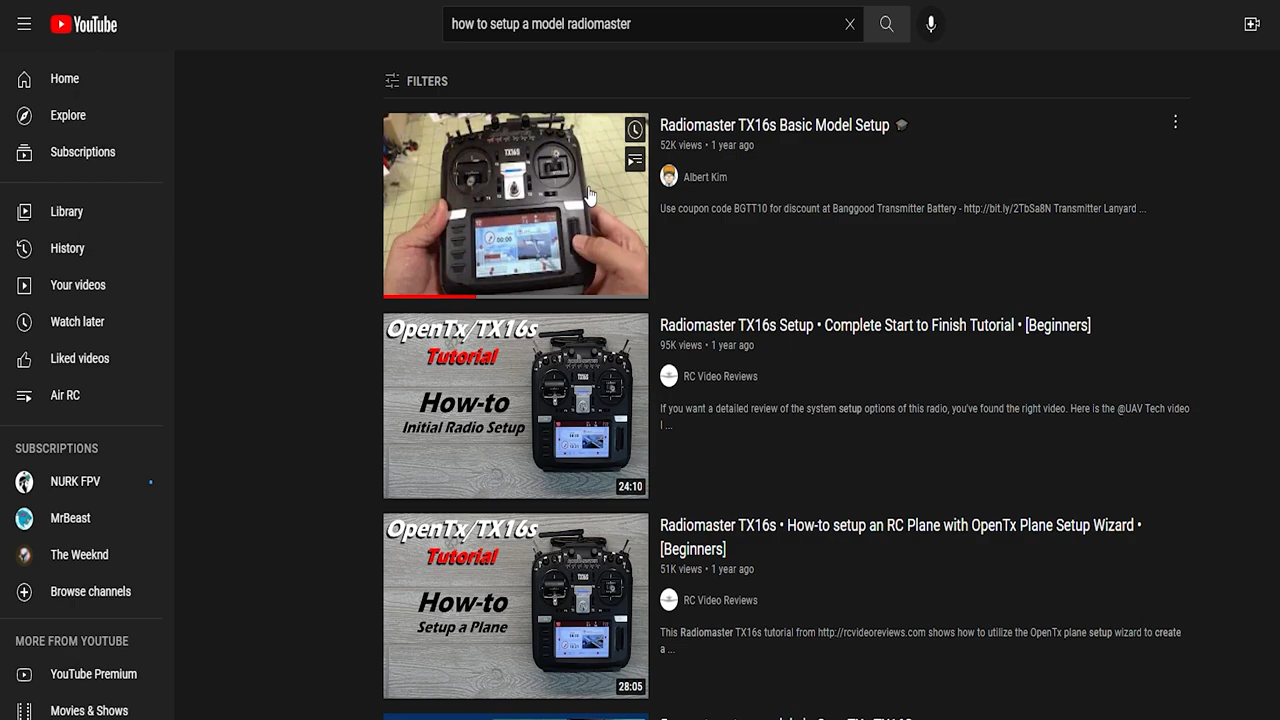 YouTube
how to setup a model radiomaster
Home
Explore
Subscriptions
Library
History
Your videos
Watch later
Liked videos
Air RC
SUBSCRIPTIONS
NURK FPV
MrBeast
The Weeknd
Browse channels
MORE FROM YOUTUBE
YouTube Premium
Movies & Shows
FILTERS
TX16S
Radiomaster TX16s Basic Model Setup
52K views • 1 year ago
Albert Kim
Use coupon code BGTT10 for discount at Banggood Transmitter Battery - http://bit.ly/2TbSa8N Transmitter Lanyard ...
OpenTx/TX16s
Tutorial
How-to
Initial Radio Setup
TX16S
24:10
Radiomaster TX16s Setup • Complete Start to Finish Tutorial • [Beginners]
95K views • 1 year ago
RC Video Reviews
If you want a detailed review of the system setup options of this radio, you've found the right video. Here is the @UAV Tech video
I ...
OpenTx/TX16s
Tutorial
How-to
Setup a Plane
TX16S
28:05
Radiomaster TX16s • How-to setup an RC Plane with OpenTx Plane Setup Wizard •
[Beginners]
51K views • 1 year ago
RC Video Reviews
This Radiomaster TX16s tutorial from http://rcvideoreviews.com shows how to utilize the OpenTx plane setup wizard to create
a ...